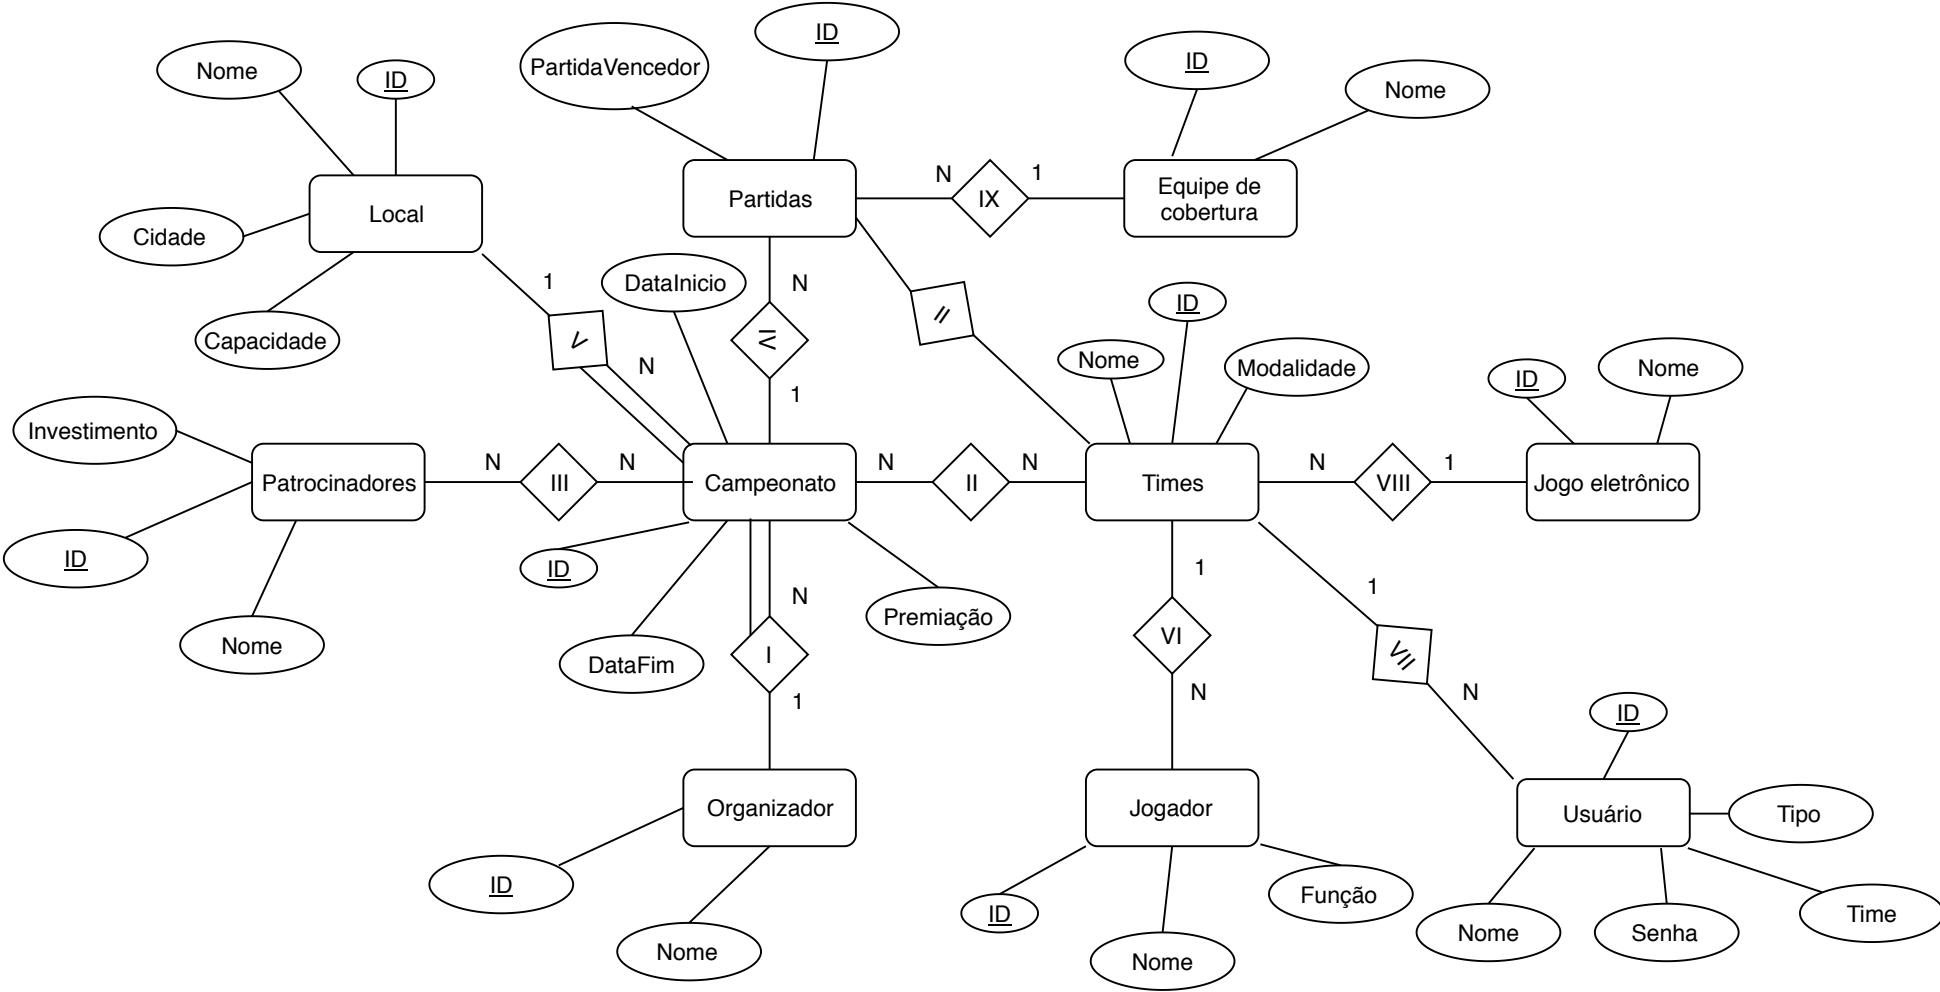 ID
PartidaVencedor
ID
Nome
ID
Nome
Partidas
N
IX
1
Equipe de
cobertura
Local
Cidade
1
DataInicio
N
II
ID
Capacidade
V
N
IV
1
Nome
Modalidade
ID
Nome
Investimento
Patrocinadores
N
III
N
Campeonato
N
II
N
Times
N
VIII
1
Jogo eletrônico
ID
ID
Nome
DataFim
N
Premiação
I
1
1
VI
N
1
VII
N
ID
Organizador
Jogador
Usuário
Tipo
ID
Nome
ID
Nome
Função
Nome
Senha
Time